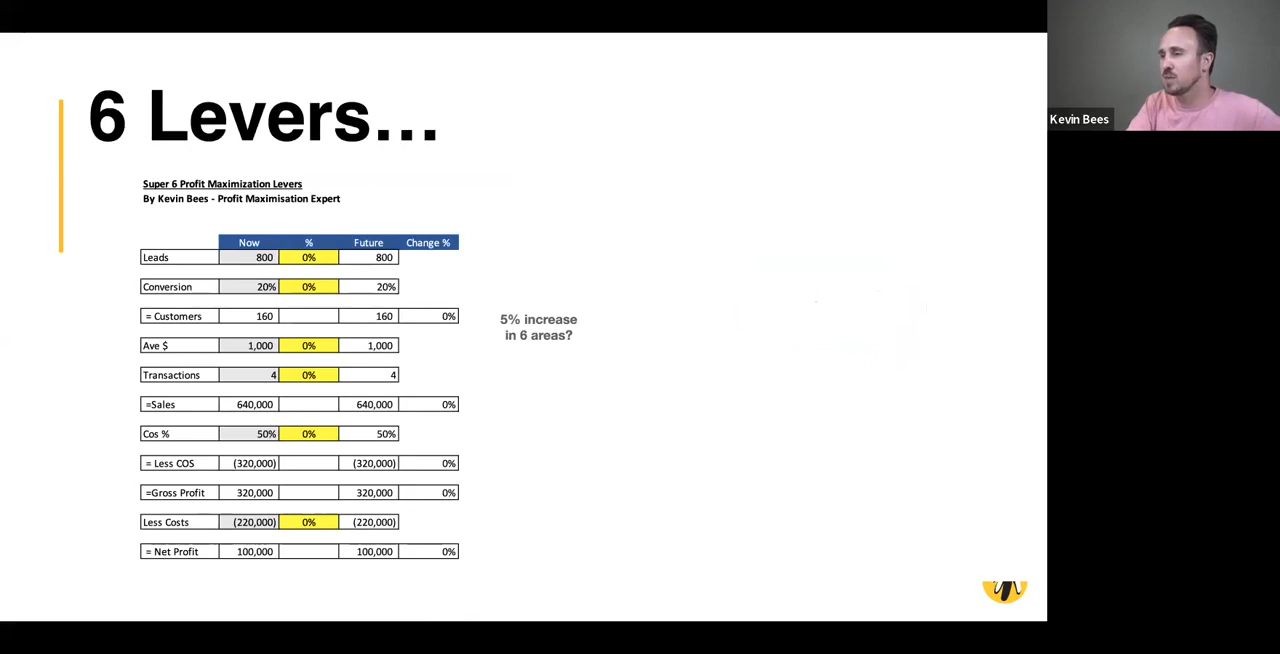 6 Levers...
Super 6 Profit Maximization Levers
By Kevin Bees - Profit Maximisation Expert
Now % Future Change %
Leads 800 0% 800
Conversion 20% 0% 20%
= Customers 160 160 0%
Ave $ 1,000 0% 1,000
Transactions 4 0% 4
=Sales 640,000 640,000 0%
Cos % 50% 0% 50%
= Less COS (320,000) (320,000) 0%
=Gross Profit 320,000 320,000 0%
Less Costs (220,000) 0% (220,000)
= Net Profit 100,000 100,000 0%
5% increase
in 6 areas?
Kevin Bees